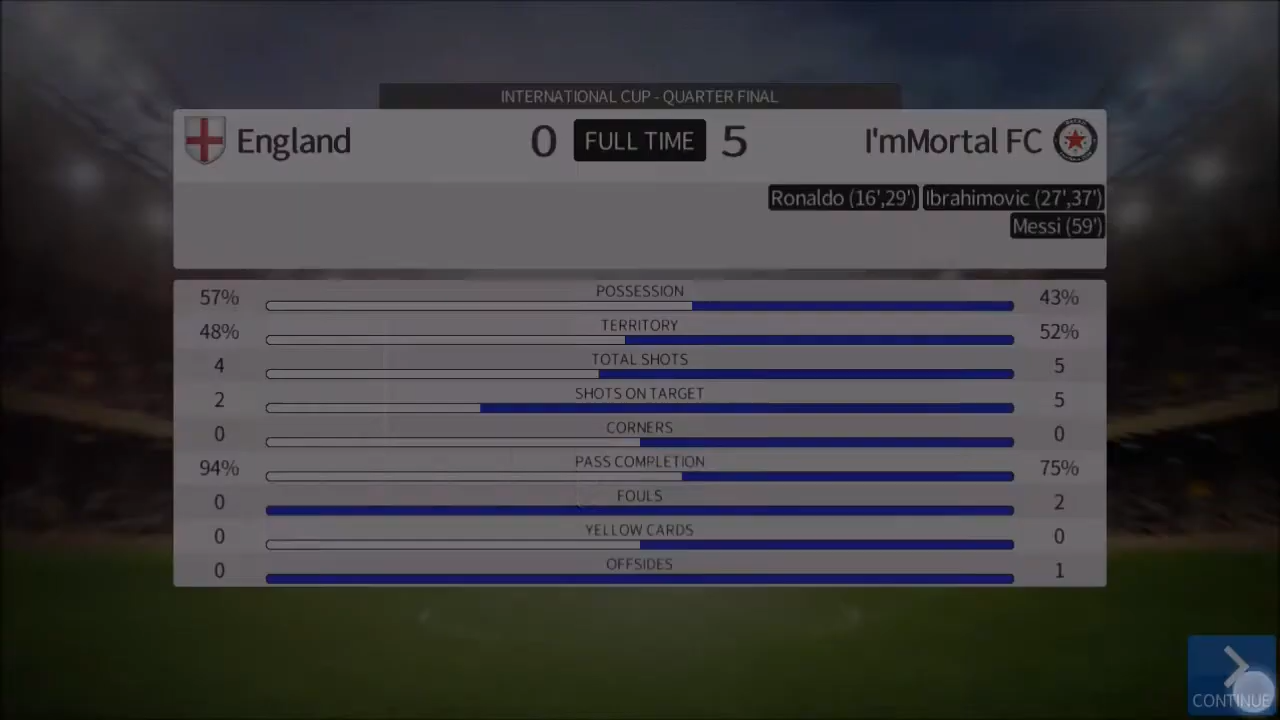 INTERNATIONAL CUP - QUARTER FINAL
England 0 FULL TIME 5 I'mMortal FC
Ronaldo (16',29') Ibrahimovic (27',37')
Messi (59')
POSSESSION
57% 43%
TERRITORY
48% 52%
TOTAL SHOTS
4 5
SHOTS ON TARGET
2 5
CORNERS
0 0
PASS COMPLETION
94% 75%
FOULS
0 2
YELLOW CARDS
0 0
OFFSIDES
0 1
CONTINUE